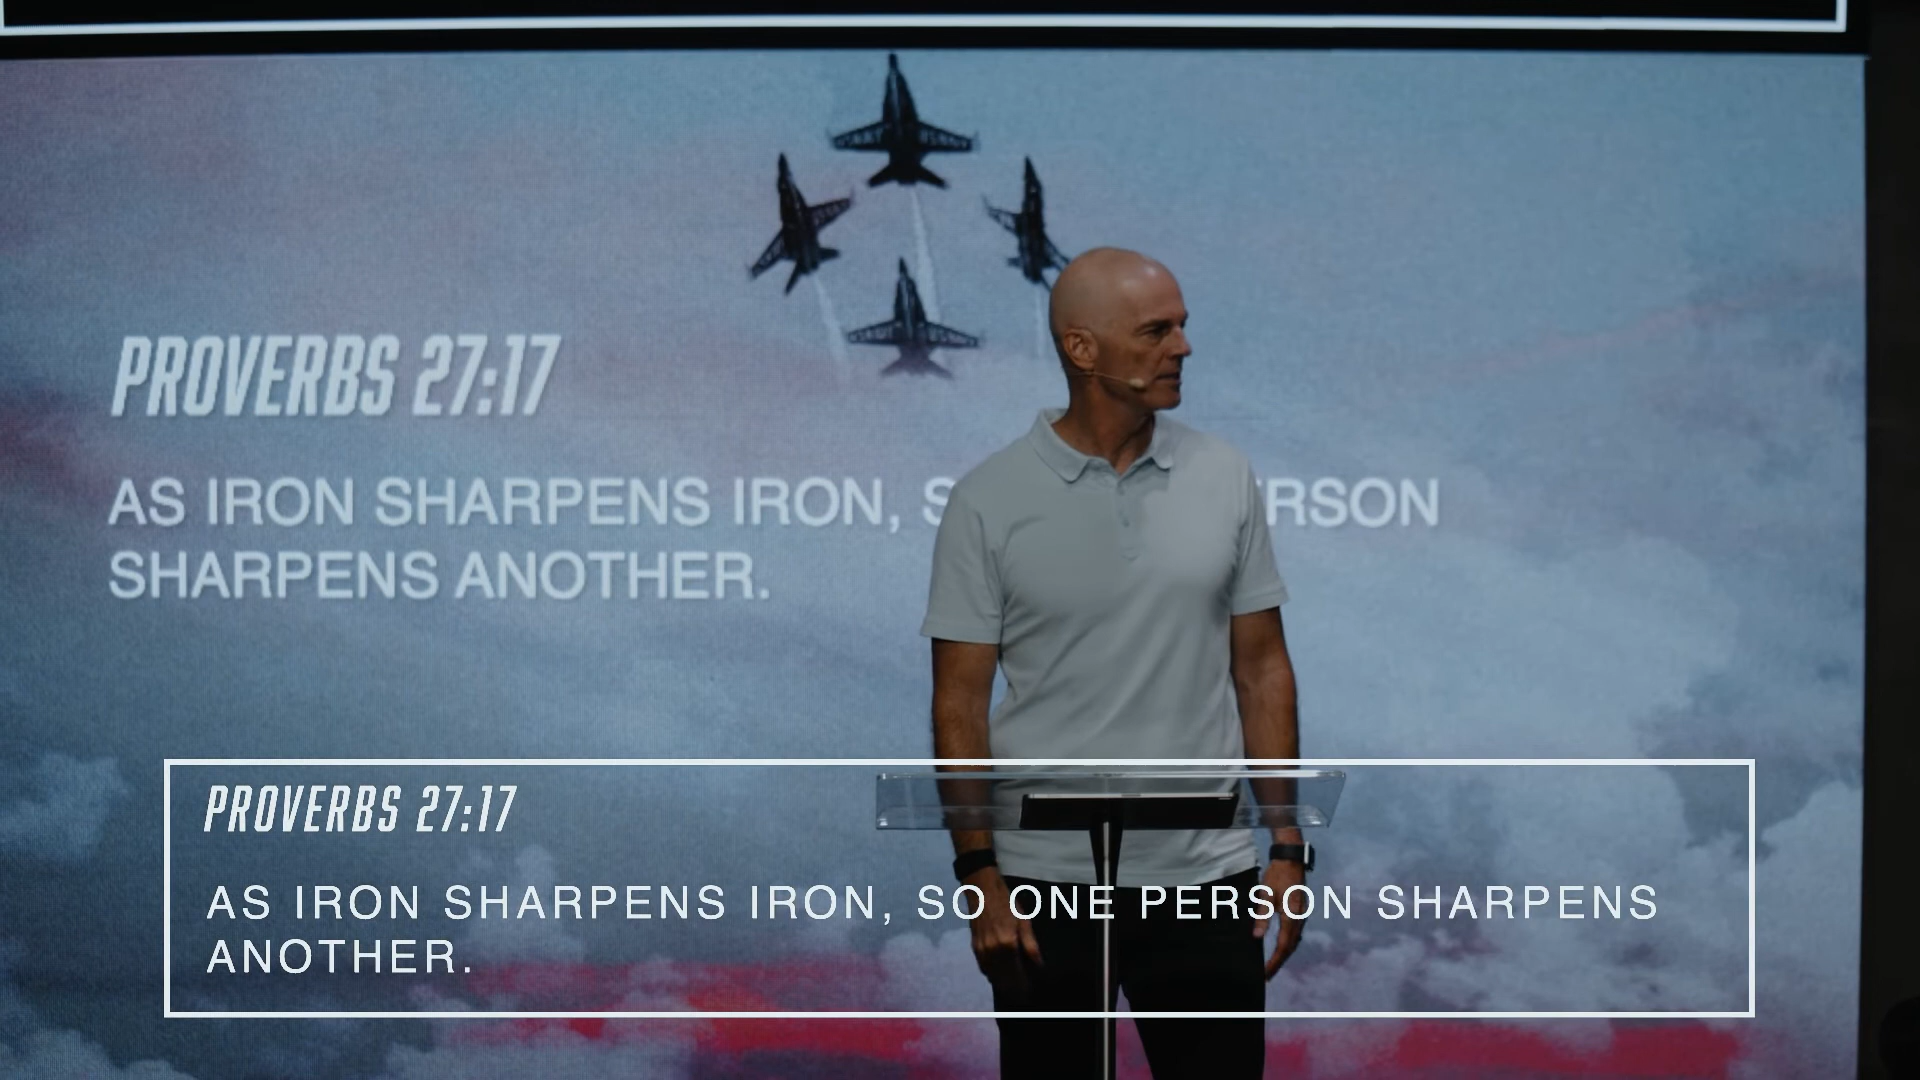 PROVERBS 27:17
AS IRON SHARPENS IRON, S RSON
SHARPENS ANOTHER.
PROVERBS 27:17
AS IRON SHARPENS IRON, SO ONE PERSON SHARPENS
ANOTHER.